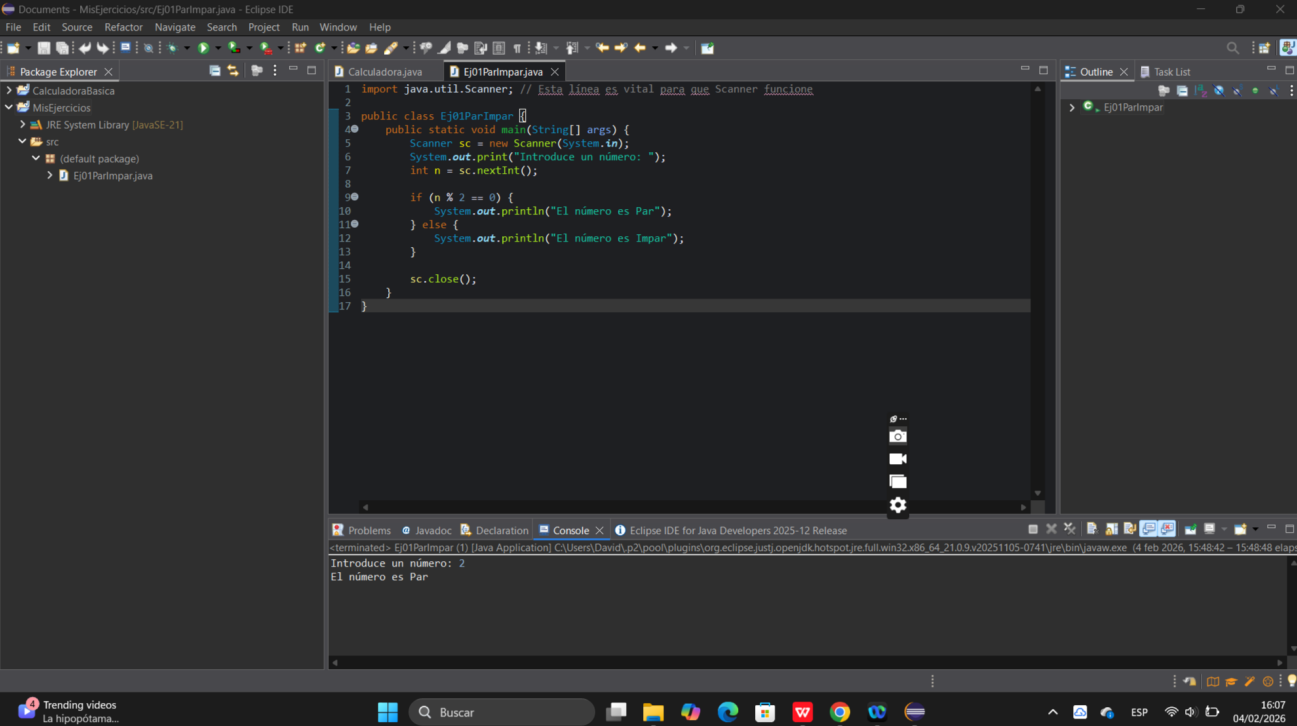 Documents - MisEjercicios/src/Ej01ParImpar.java - Eclipse IDE
File Edit Source Refactor Navigate Search Project Run Window Help
Package Explorer
CalculadoraBasica
MisEjercicios
JRE System Library [JavaSE-21]
src
(default package)
Ej01ParImpar.java
Calculadora.java Ej01ParImpar.java
1 import java.util.Scanner; // Esta línea es vital para que Scanner funcione
2
3 public class Ej01ParImpar {
4 public static void main(String[] args) {
5 Scanner sc = new Scanner(System.in);
6 System.out.print("Introduce un número: ");
7 int n = sc.nextInt();
8
9 if (n % 2 == 0) {
10 System.out.println("El número es Par");
11 } else {
12 System.out.println("El número es Impar");
13 }
14
15 sc.close();
16 }
17 }
Outline Task List
Ej01ParImpar
Problems Javadoc Declaration Console Eclipse IDE for Java Developers 2025-12 Release
<terminated> Ej01ParImpar (1) [Java Application] C:\Users\David\.p2\pool\plugins\org.eclipse.justj.openjdk.hotspot.jre.full.win32.x86_64_21.0.9.v20251105-0741\jre\bin\javaw.exe (4 feb 2026, 15:48:42 – 15:48:48 elaps
Introduce un número: 2
El número es Par
4
Trending videos
La hipopótama...
Buscar
ESP
16:07
04/02/2026